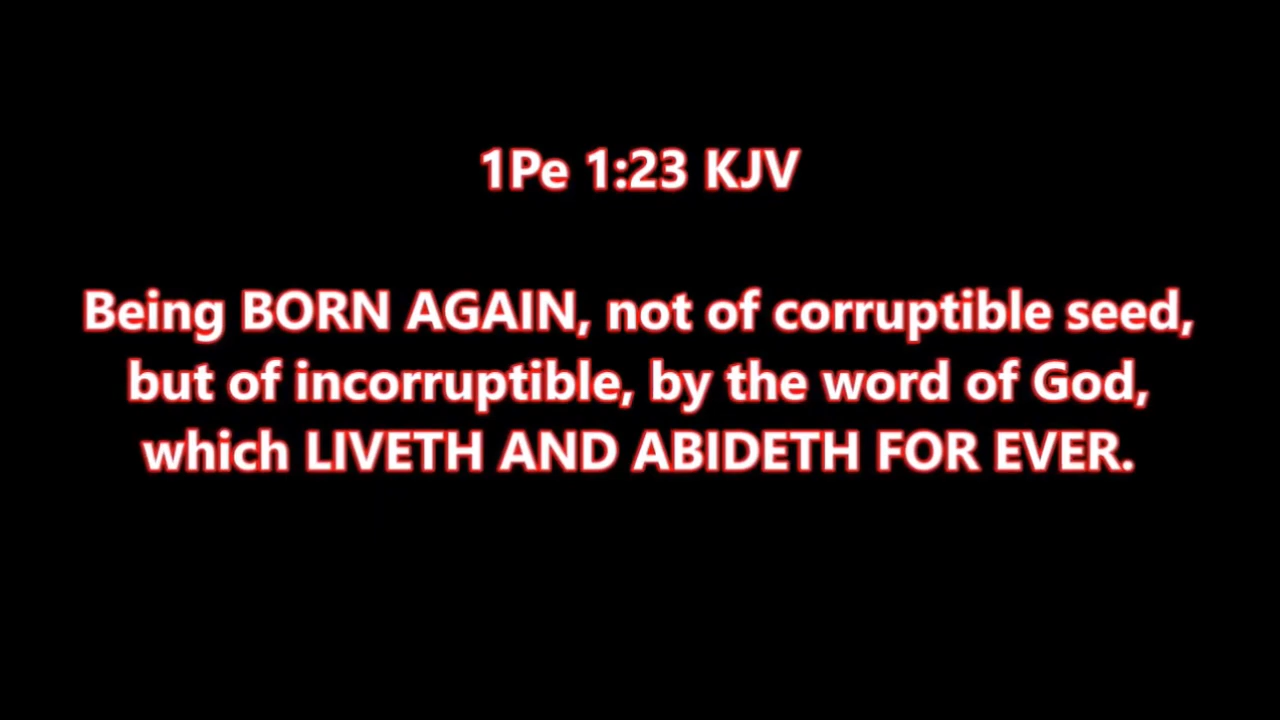 1Pe 1:23 KJV
Being BORN AGAIN, not of corruptible seed,
but of incorruptible, by the word of God,
which LIVETH AND ABIDETH FOR EVER.